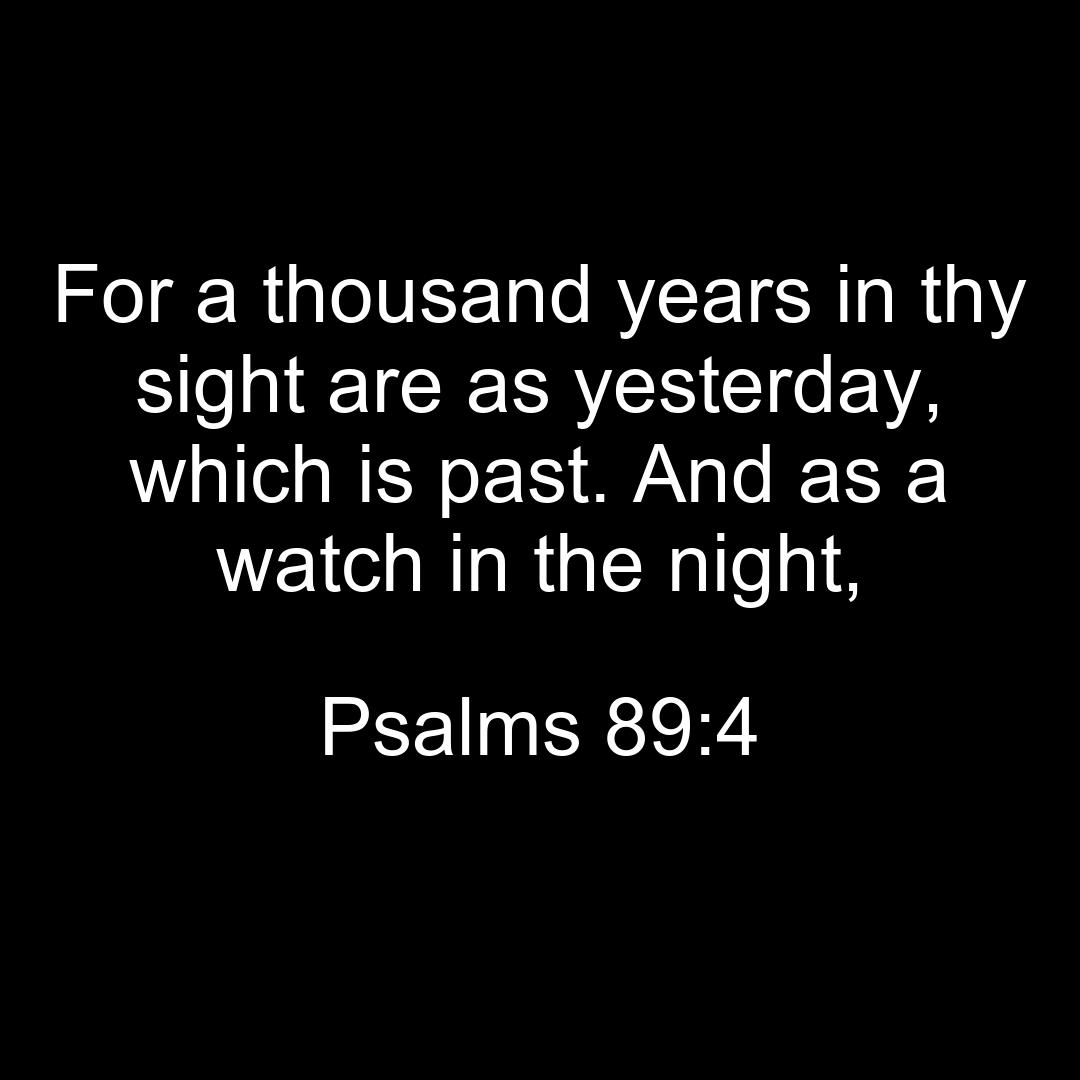 For a thousand years in thy
sight are as yesterday,
which is past. And as a
watch in the night,
Psalms 89:4